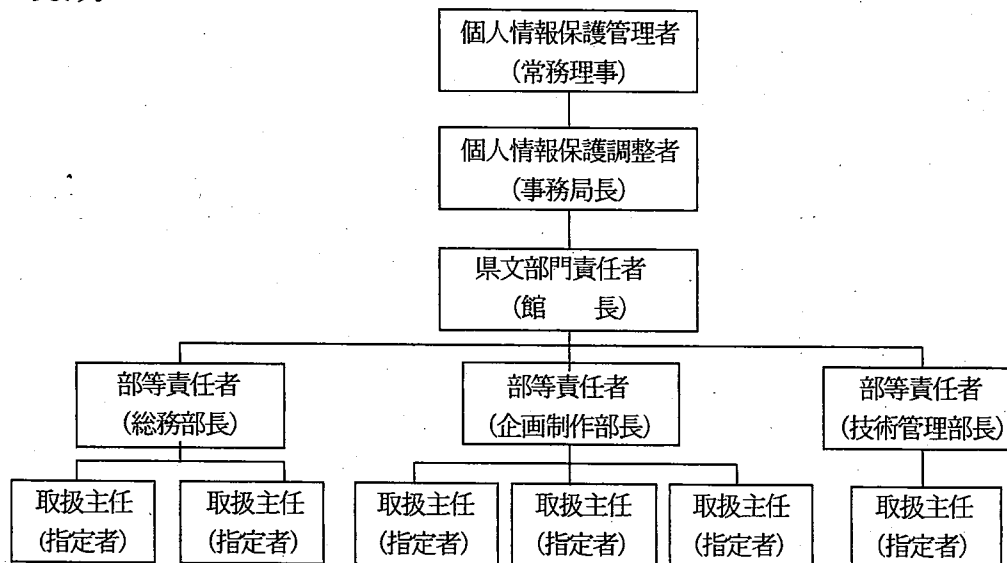 個人情報保護管理者
(常務理事)
個人情報保護調整者
(事務局長)
県文部門責任者
(館　　長)
部等責任者
(総務部長)
部等責任者
(企画制作部長)
部等責任者
(技術管理部長)
取扱主任
(指定者)
取扱主任
(指定者)
取扱主任
(指定者)
取扱主任
(指定者)
取扱主任
(指定者)
取扱主任
(指定者)